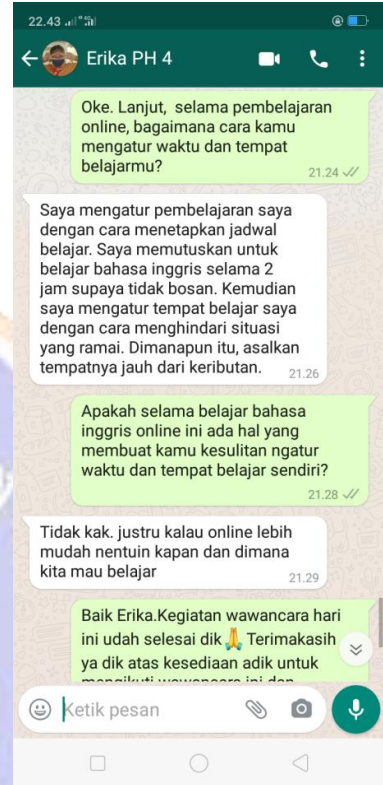 22.43
Erika PH 4
Oke. Lanjut, selama pembelajaran
online, bagaimana cara kamu
mengatur waktu dan tempat
belajarmu?
21.24
Saya mengatur pembelajaran saya
dengan cara menetapkan jadwal
belajar. Saya memutuskan untuk
belajar bahasa inggris selama 2
jam supaya tidak bosan. Kemudian
saya mengatur tempat belajar saya
dengan cara menghindari situasi
yang ramai. Dimanapun itu, asalkan
tempatnya jauh dari keributan.
21.26
Apakah selama belajar bahasa
inggris online ini ada hal yang
membuat kamu kesulitan ngatur
waktu dan tempat belajar sendiri?
21.28
Tidak kak. justru kalau online lebih
mudah nentuin kapan dan dimana
kita mau belajar
21.29
Baik Erika.Kegiatan wawancara hari
ini udah selesai dik🙏 Terimakasih
ya dik atas kesediaan adik untuk
mengikuti wawancara ini dan
Ketik pesan